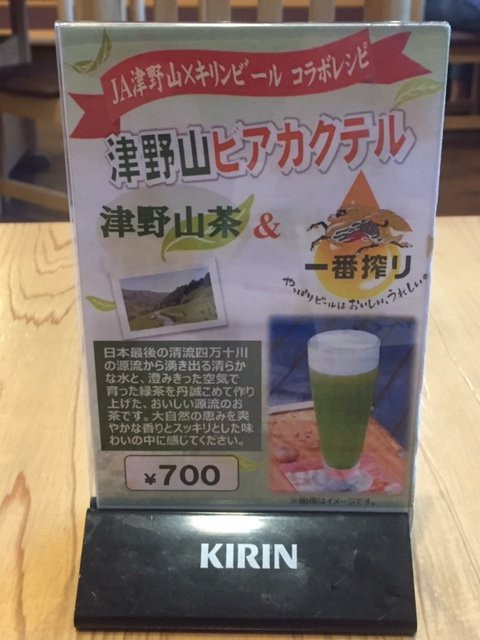 JA津野山×キリンビール コラボレシピ
津野山ビアカクテル
津野山茶 &
一番搾り
やっぱりビールはおいしい。うれしい。
日本最後の清流四万十川
の源流から湧き出る清らか
な水と、澄みきった空気で
育った緑茶を丹誠こめて作り
上げた、おいしい源流のお
茶です。大自然の恵みを爽
やかな香りとスッキリとした味
わいの中に感じてください。
¥700
※画像はイメージです。
KIRIN